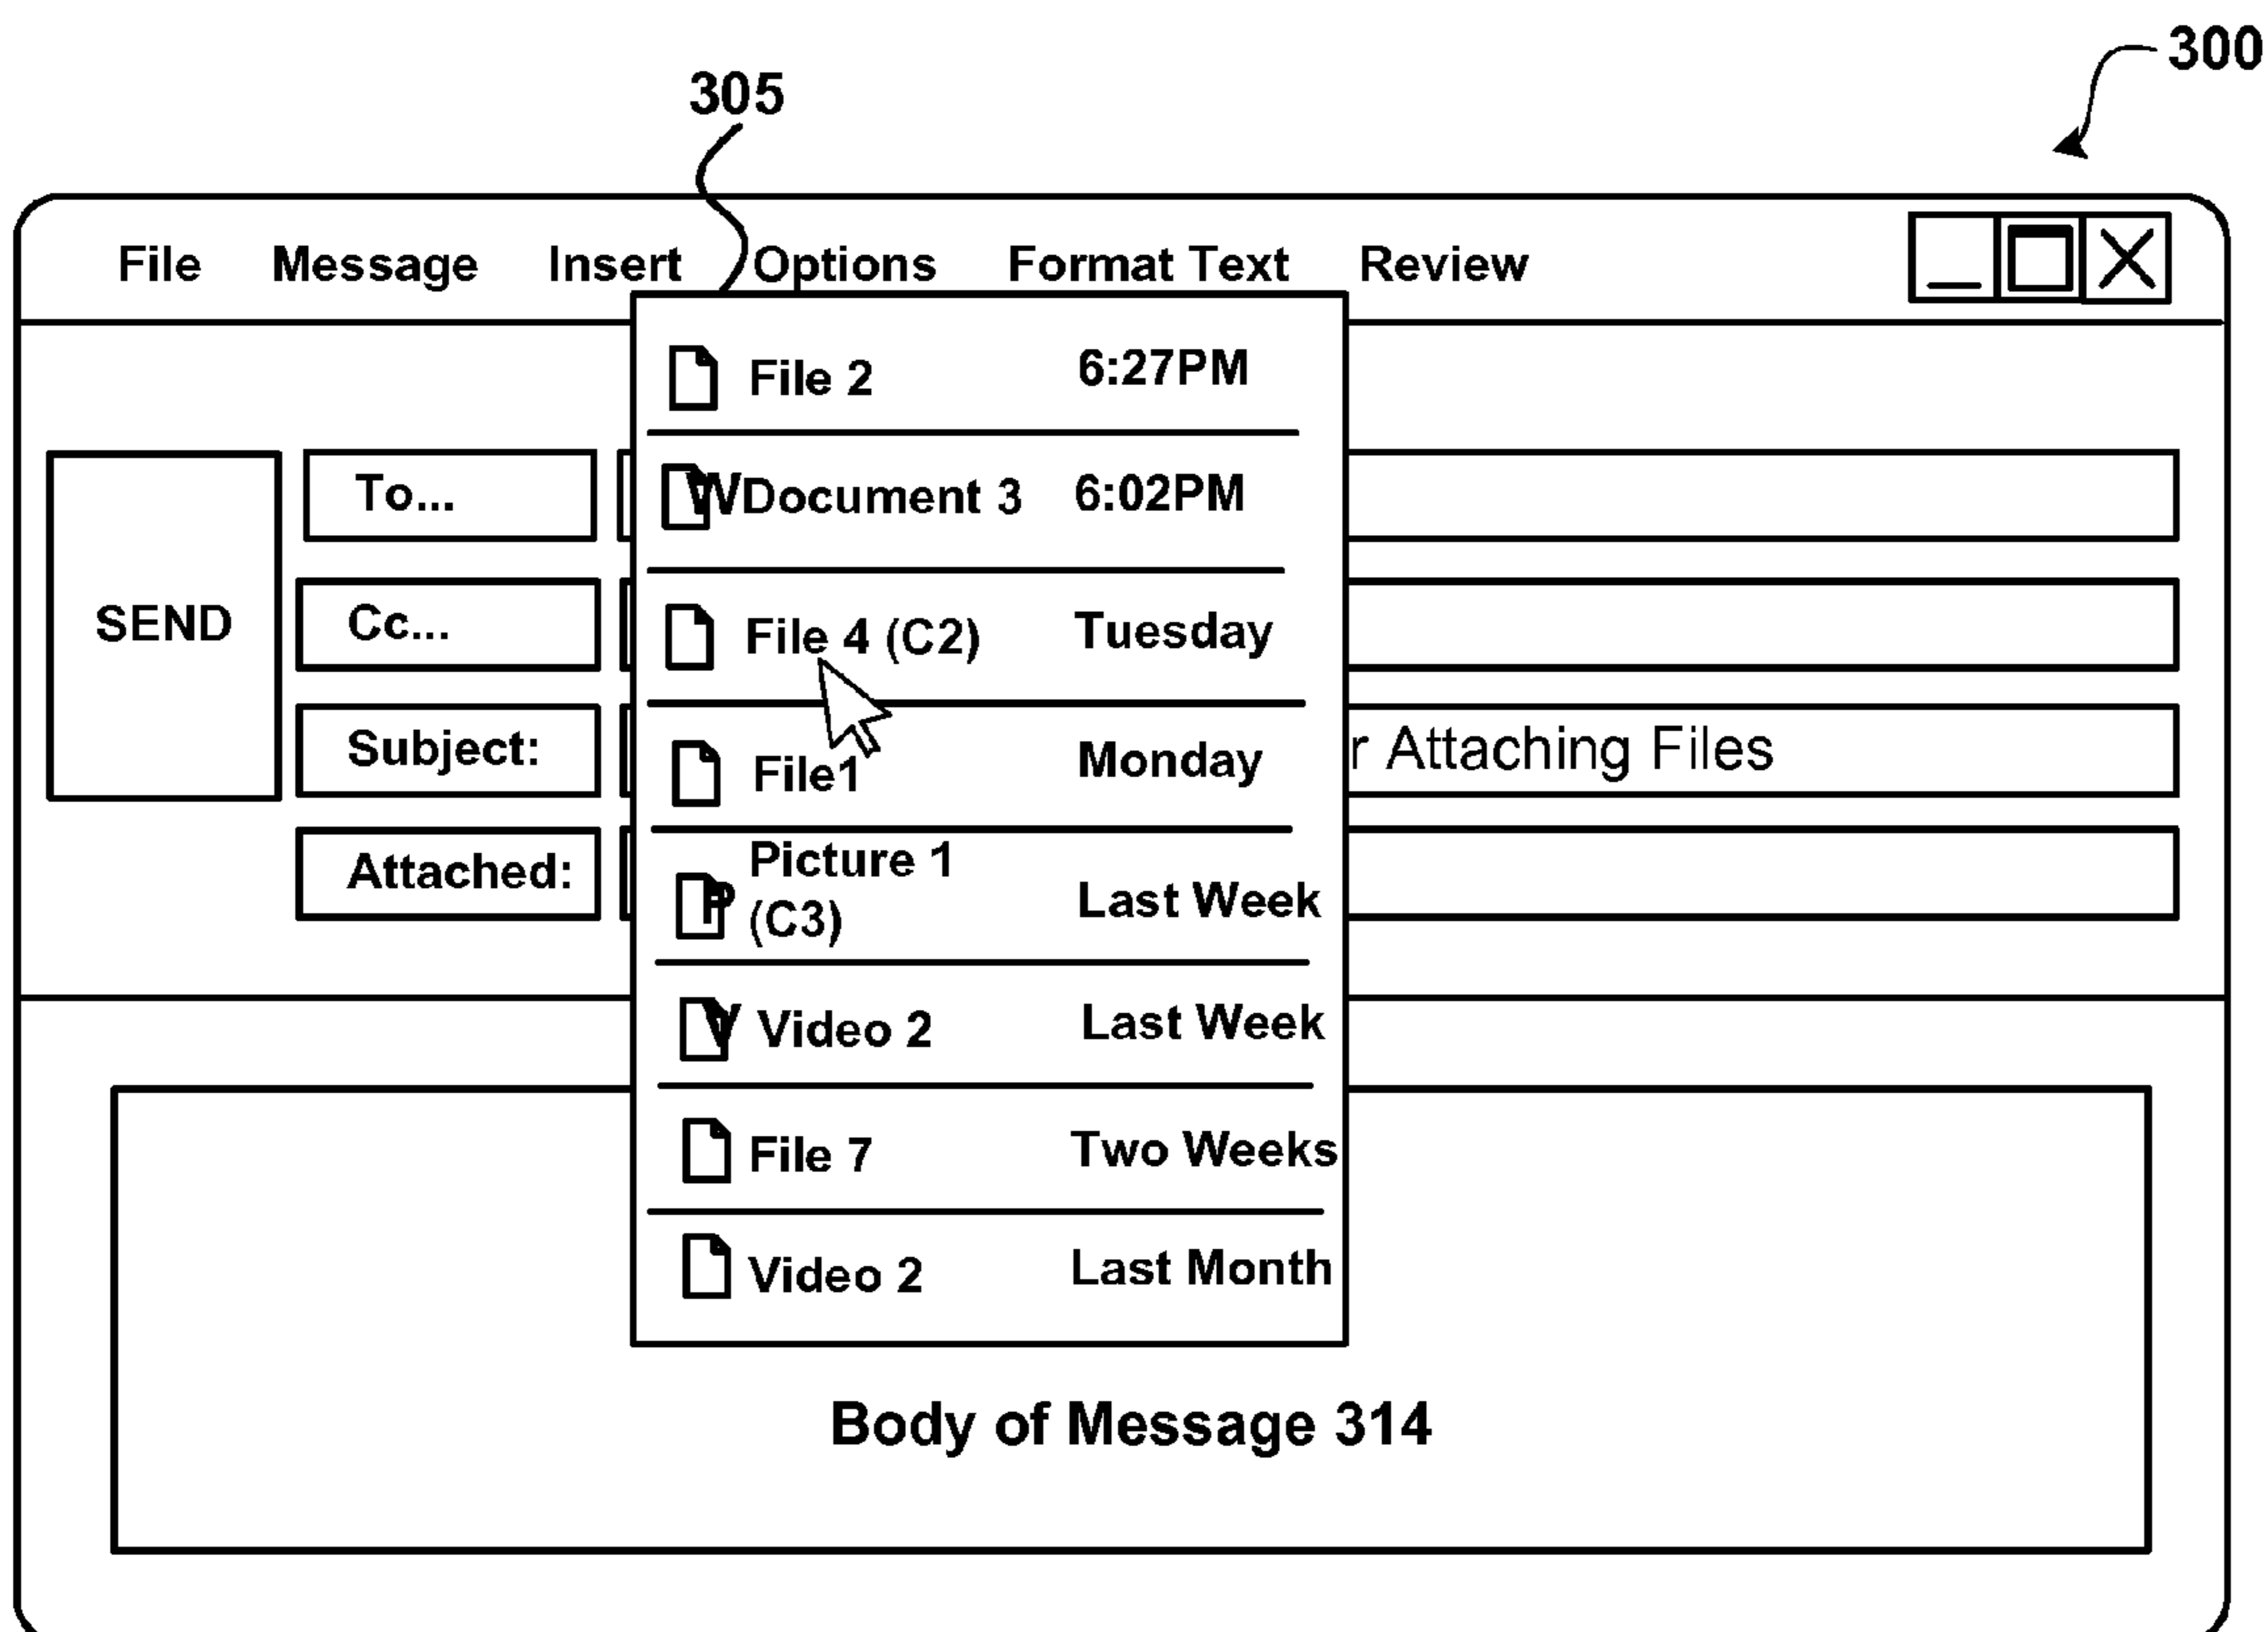 300
305
File Message Insert Options Format Text Review
File 2 6:27PM
W Document 3 6:02PM
To...
File 4 (C2) Tuesday
Cc...
SEND
File1 Monday
Subject: r Attaching Files
Picture 1
(C3) Last Week
P
Attached:
V Video 2 Last Week
File 7 Two Weeks
Video 2 Last Month
Body of Message 314